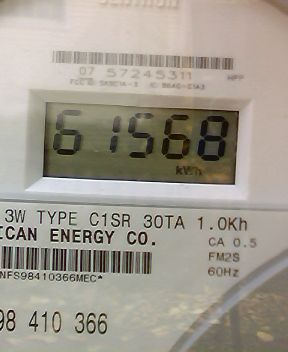 07 57245311
61568
kWh
3W TYPE C1SR 30TA 1.0Kh
ICAN ENERGY CO.
CA 0.5
FM2S
60Hz
NFS98410366MEC*
98 410 366